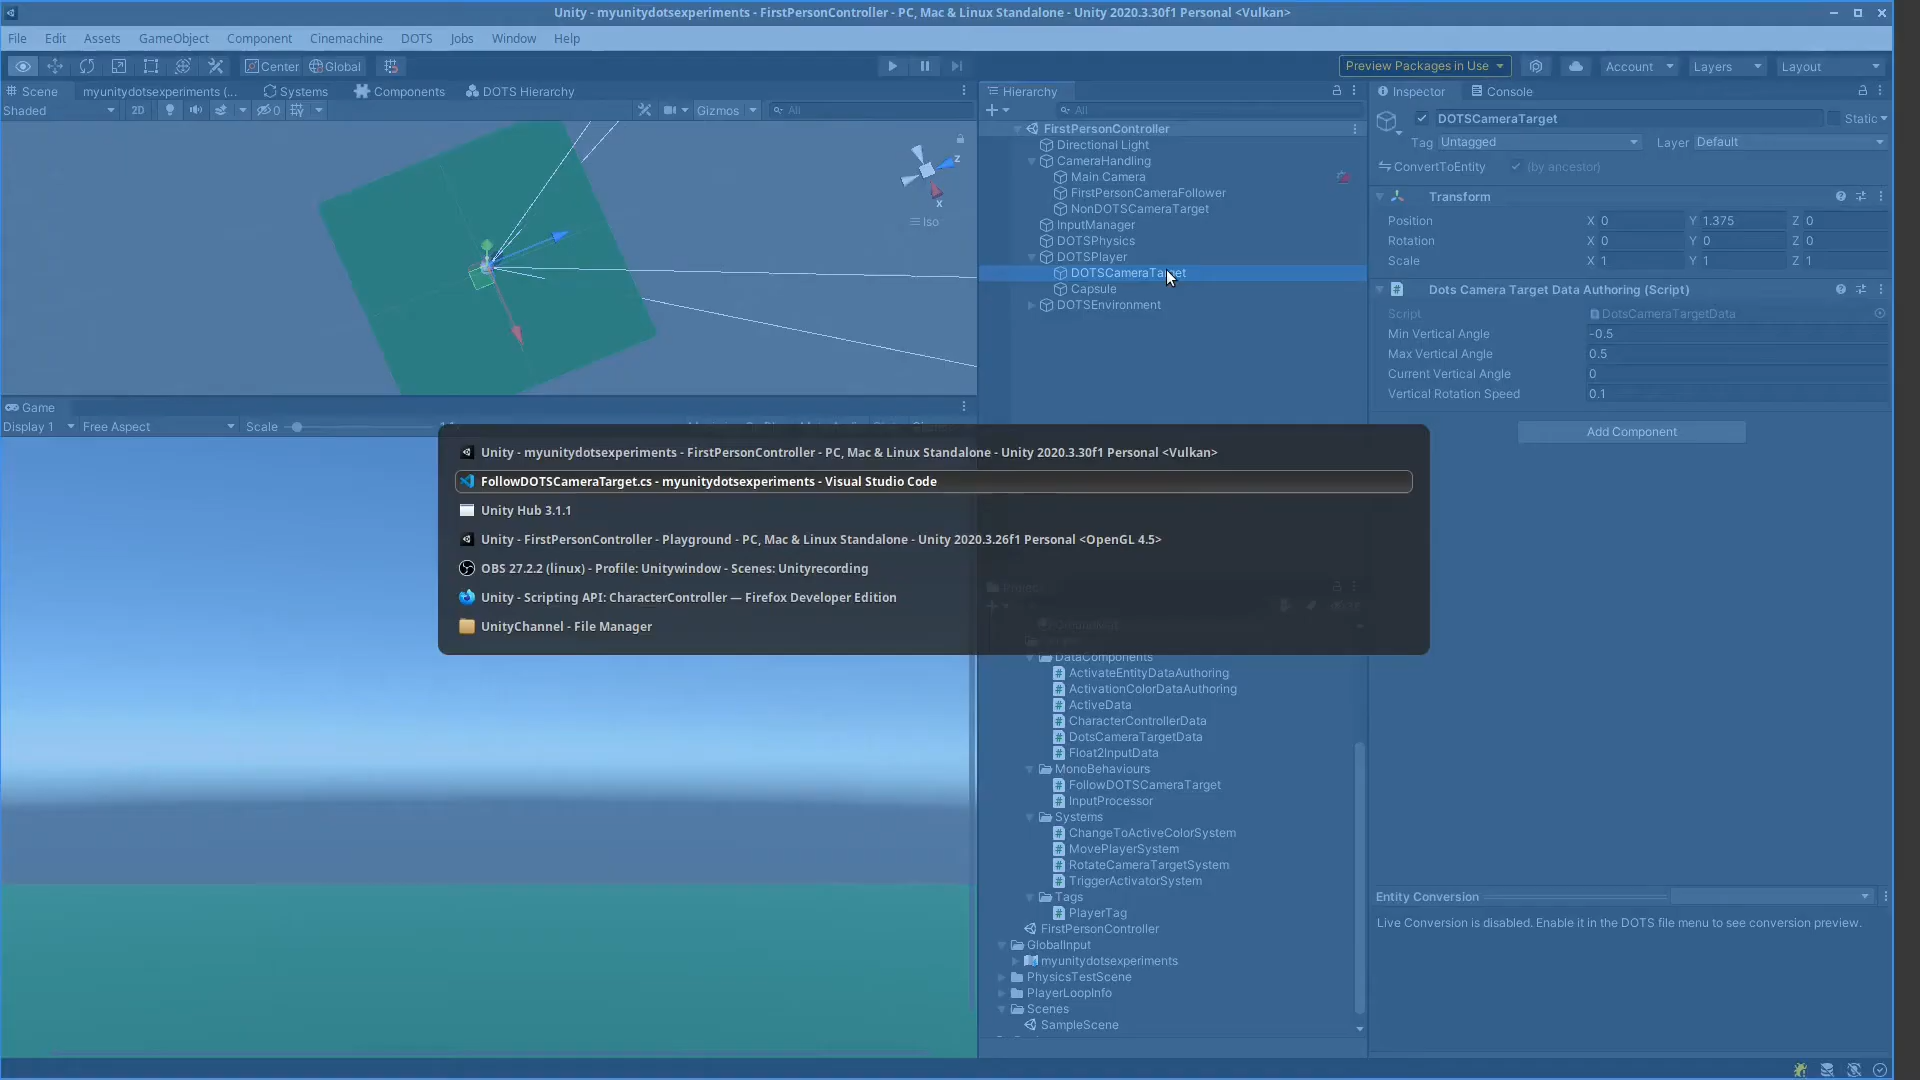 Unity - myunitydotsexperiments - FirstPersonController - PC, Mac & Linux Standalone - Unity 2020.3.30f1 Personal <Vulkan>
File Edit Assets GameObject Component Cinemachine DOTS Jobs Window Help
Center Global Preview Packages in Use Account Layers Layout
Scene myunitydotsexperiments (... Systems Components DOTS Hierarchy
Shaded 2D 0 Gizmos All
z
x
Iso
Hierarchy
All
FirstPersonController
Directional Light
CameraHandling
Main Camera
FirstPersonCameraFollower
NonDOTSCameraTarget
InputManager
DOTSPhysics
DOTSPlayer
DOTSCameraTarget
Capsule
DOTSEnvironment
Inspector Console
DOTSCameraTarget Static
Tag Untagged Layer Default
ConvertToEntity (by ancestor)
Transform
Position X 0 Y 1.375 Z 0
Rotation X 0 Y 0 Z 0
Scale X 1 Y 1 Z 1
Dots Camera Target Data Authoring (Script)
Script DotsCameraTargetData
Min Vertical Angle -0.5
Max Vertical Angle 0.5
Current Vertical Angle 0
Vertical Rotation Speed 0.1
Add Component
Game
Display 1 Free Aspect Scale
Unity - myunitydotsexperiments - FirstPersonController - PC, Mac & Linux Standalone - Unity 2020.3.30f1 Personal <Vulkan>
FollowDOTSCameraTarget.cs - myunitydotsexperiments - Visual Studio Code
Unity Hub 3.1.1
Unity - FirstPersonController - Playground - PC, Mac & Linux Standalone - Unity 2020.3.26f1 Personal <OpenGL 4.5>
OBS 27.2.2 (linux) - Profile: Unitywindow - Scenes: Unityrecording
Unity - Scripting API: CharacterController — Firefox Developer Edition
UnityChannel - File Manager
DataComponents
ActivateEntityDataAuthoring
ActivationColorDataAuthoring
ActiveData
CharacterControllerData
DotsCameraTargetData
Float2InputData
MonoBehaviours
FollowDOTSCameraTarget
InputProcessor
Systems
ChangeToActiveColorSystem
MovePlayerSystem
RotateCameraTargetSystem
TriggerActivatorSystem
Tags
PlayerTag
FirstPersonController
GlobalInput
myunitydotsexperiments
PhysicsTestScene
PlayerLoopInfo
Scenes
SampleScene
Entity Conversion
Live Conversion is disabled. Enable it in the DOTS file menu to see conversion preview.